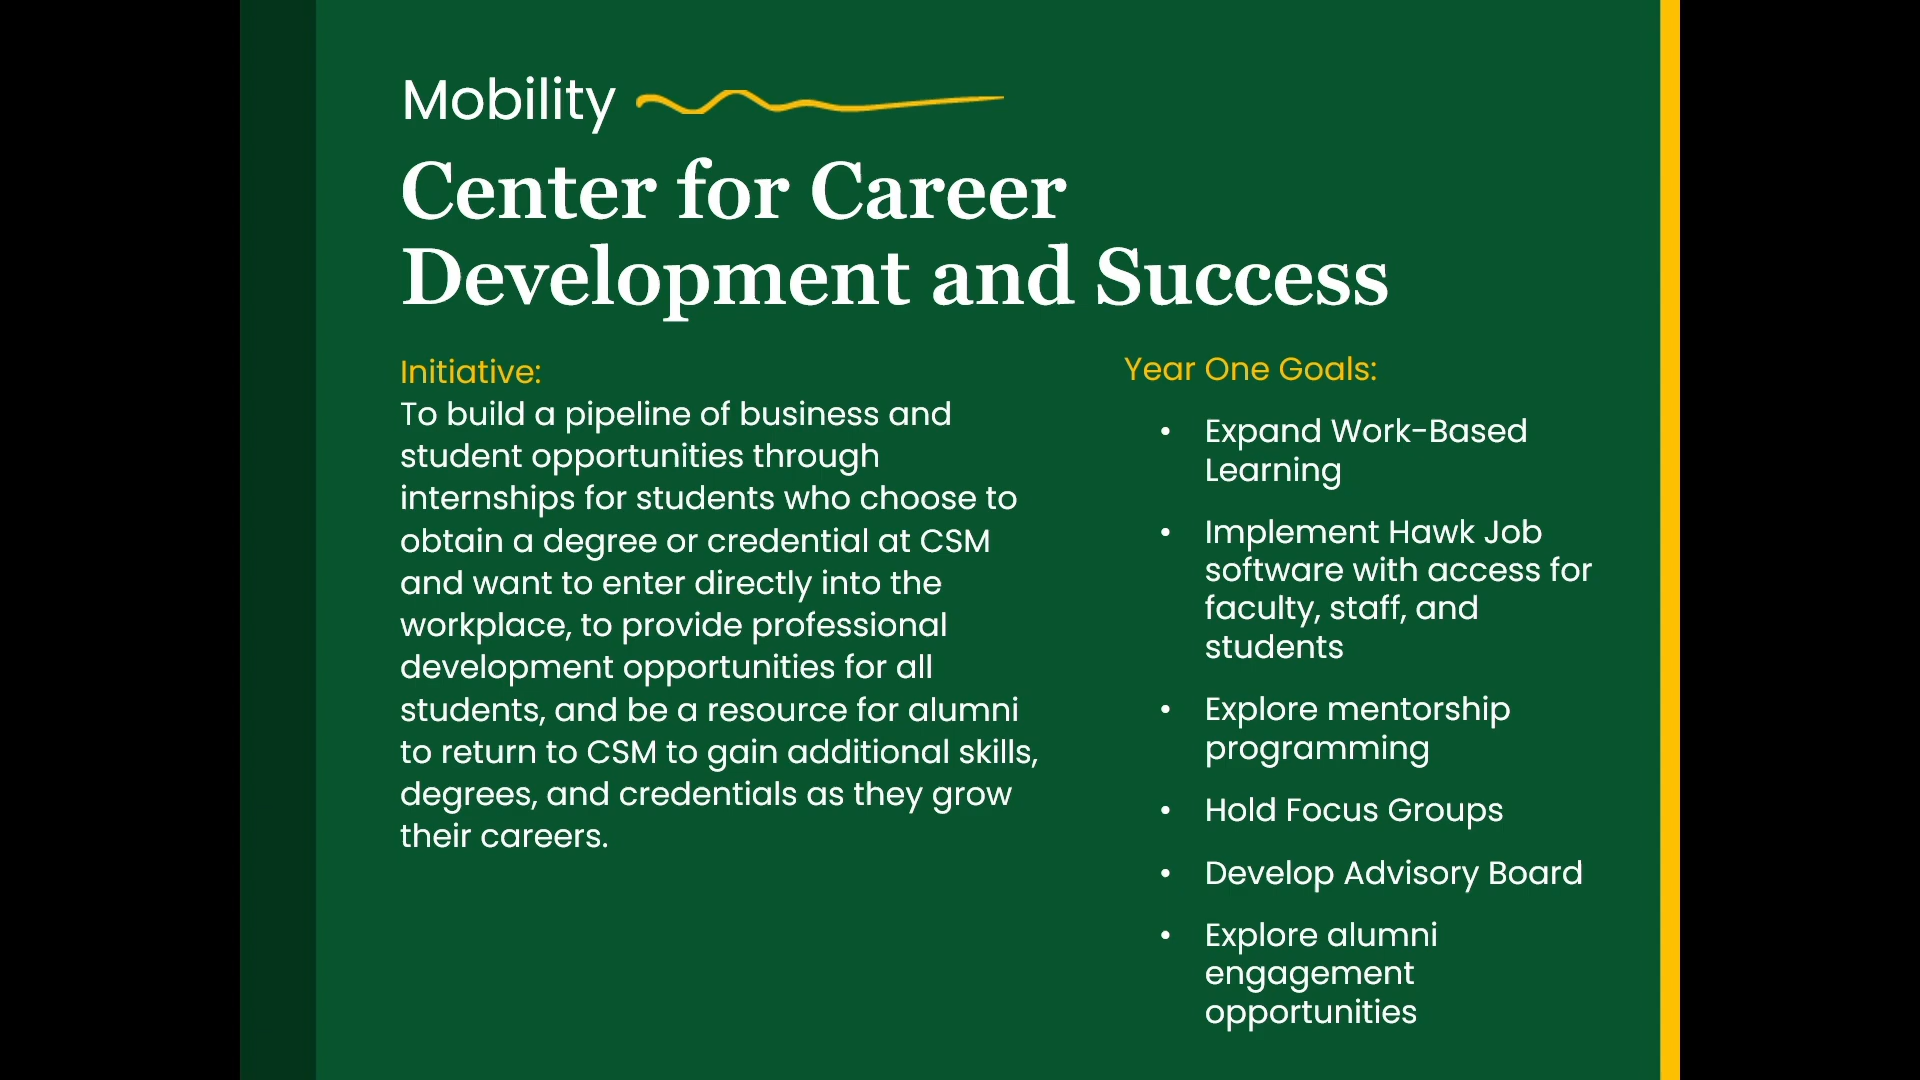 Mobility
Center for Career
Development and Success
Initiative:
To build a pipeline of business and
student opportunities through
internships for students who choose to
obtain a degree or credential at CSM
and want to enter directly into the
workplace, to provide professional
development opportunities for all
students, and be a resource for alumni
to return to CSM to gain additional skills,
degrees, and credentials as they grow
their careers.
Year One Goals:
• Expand Work-Based
Learning
• Implement Hawk Job
software with access for
faculty, staff, and
students
• Explore mentorship
programming
• Hold Focus Groups
• Develop Advisory Board
• Explore alumni
engagement
opportunities